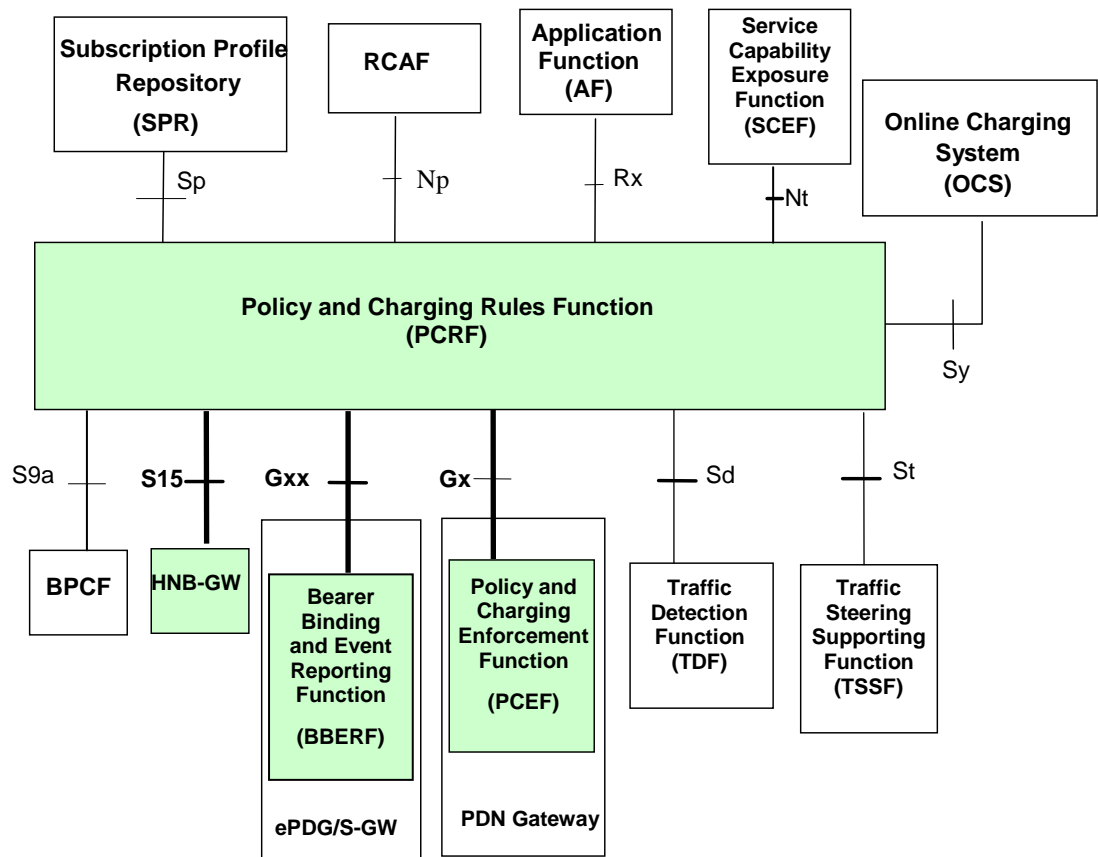 Subscription Profile
Repository
(SPR)
RCAF
Application
Function
(AF)
Service
Capability
Exposure
Function
(SCEF)
Online Charging
System
(OCS)
Sp
Np
Rx
Nt
Policy and Charging Rules Function
(PCRF)
Sy
S9a
S15
Gxx
Gx
Sd
St
BPCF
HNB-GW
Bearer
Binding
and Event
Reporting
Function
(BBERF)
ePDG/S-GW
Policy and
Charging
Enforcement
Function
(PCEF)
PDN Gateway
Traffic
Detection
Function
(TDF)
Traffic
Steering
Supporting
Function
(TSSF)